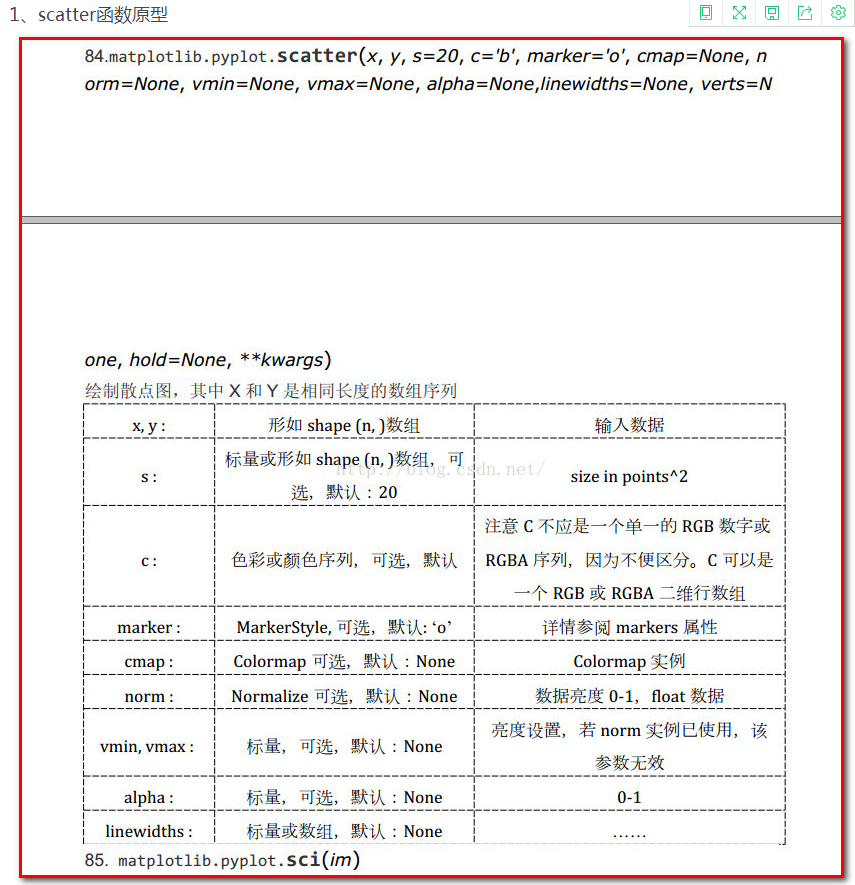 1、scatter函数原型
84.matplotlib.pyplot.scatter(x, y, s=20, c='b', marker='o', cmap=None, n
orm=None, vmin=None, vmax=None, alpha=None,linewidths=None, verts=N
one, hold=None, **kwargs)
绘制散点图，其中 X 和 Y 是相同长度的数组序列
x, y : 形如 shape (n, )数组 输入数据
s : 标量或形如 shape (n, )数组，可
选，默认：20 size in points^2
http://blog.csdn.net/
c : 色彩或颜色序列，可选，默认 注意 C 不应是一个单一的 RGB 数字或
RGBA 序列，因为不便区分。C 可以是
一个 RGB 或 RGBA 二维行数组
marker : MarkerStyle, 可选，默认: ‘o’ 详情参阅 markers 属性
cmap : Colormap 可选，默认：None Colormap 实例
norm : Normalize 可选，默认：None 数据亮度 0-1，float 数据
vmin, vmax : 标量，可选，默认：None 亮度设置，若 norm 实例已使用，该
参数无效
alpha : 标量，可选，默认：None 0-1
linewidths : 标量或数组，默认：None ……
85. matplotlib.pyplot.sci(im)